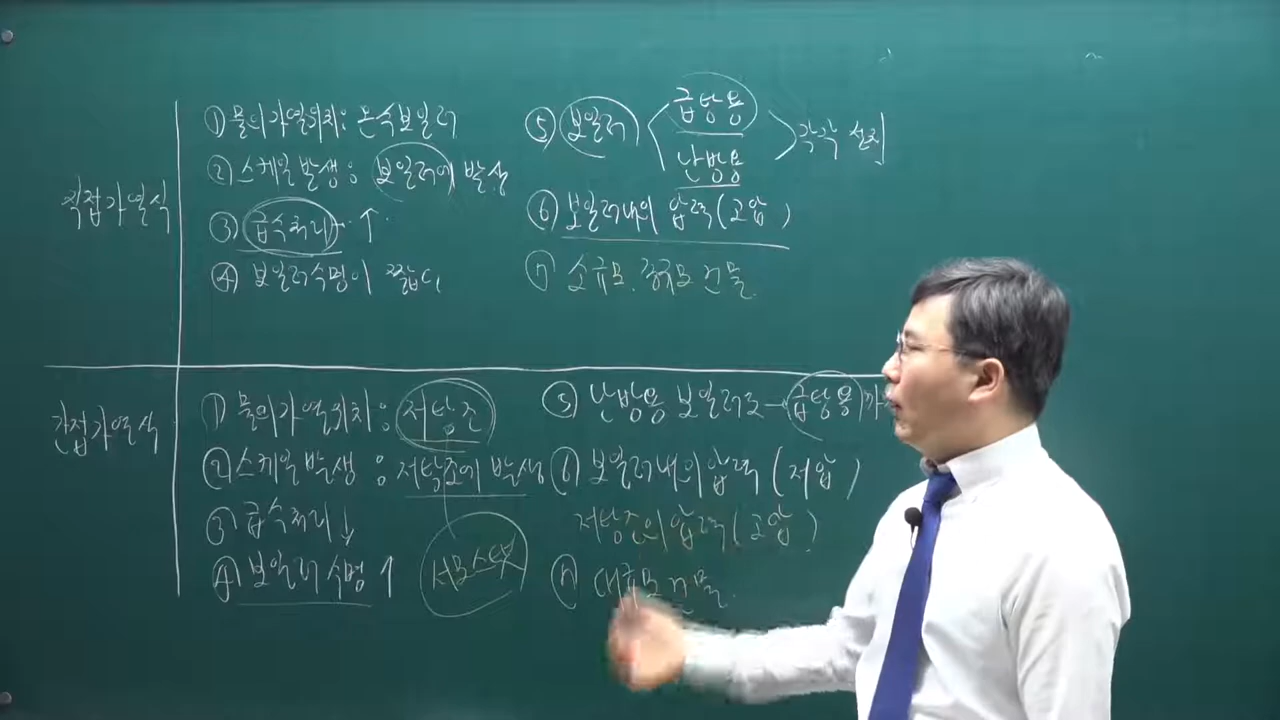 직접가열식
① 물의 가열위치 : 온수보일러
② 스케일 발생 : 보일러에 발생
③ 급수처리 ↑
④ 보일러 수명이 짧다
⑤ 보일러 < 급탕용 난방용 > 각각 설치
⑥ 보일러내의 압력 (고압)
⑦ 소규모, 중규모 건물.
간접가열식
① 물의 가열위치 : 저탕조
② 스케일 발생 : 저탕조에 발생
③ 급수처리 ↓
④ 보일러 수명 ↑
서모스탯
⑤ 난방용 보일러로 → 급탕용까
⑥ 보일러내의 압력 (저압)
저탕조의 압력 (고압)
⑦ 대규모 건물.